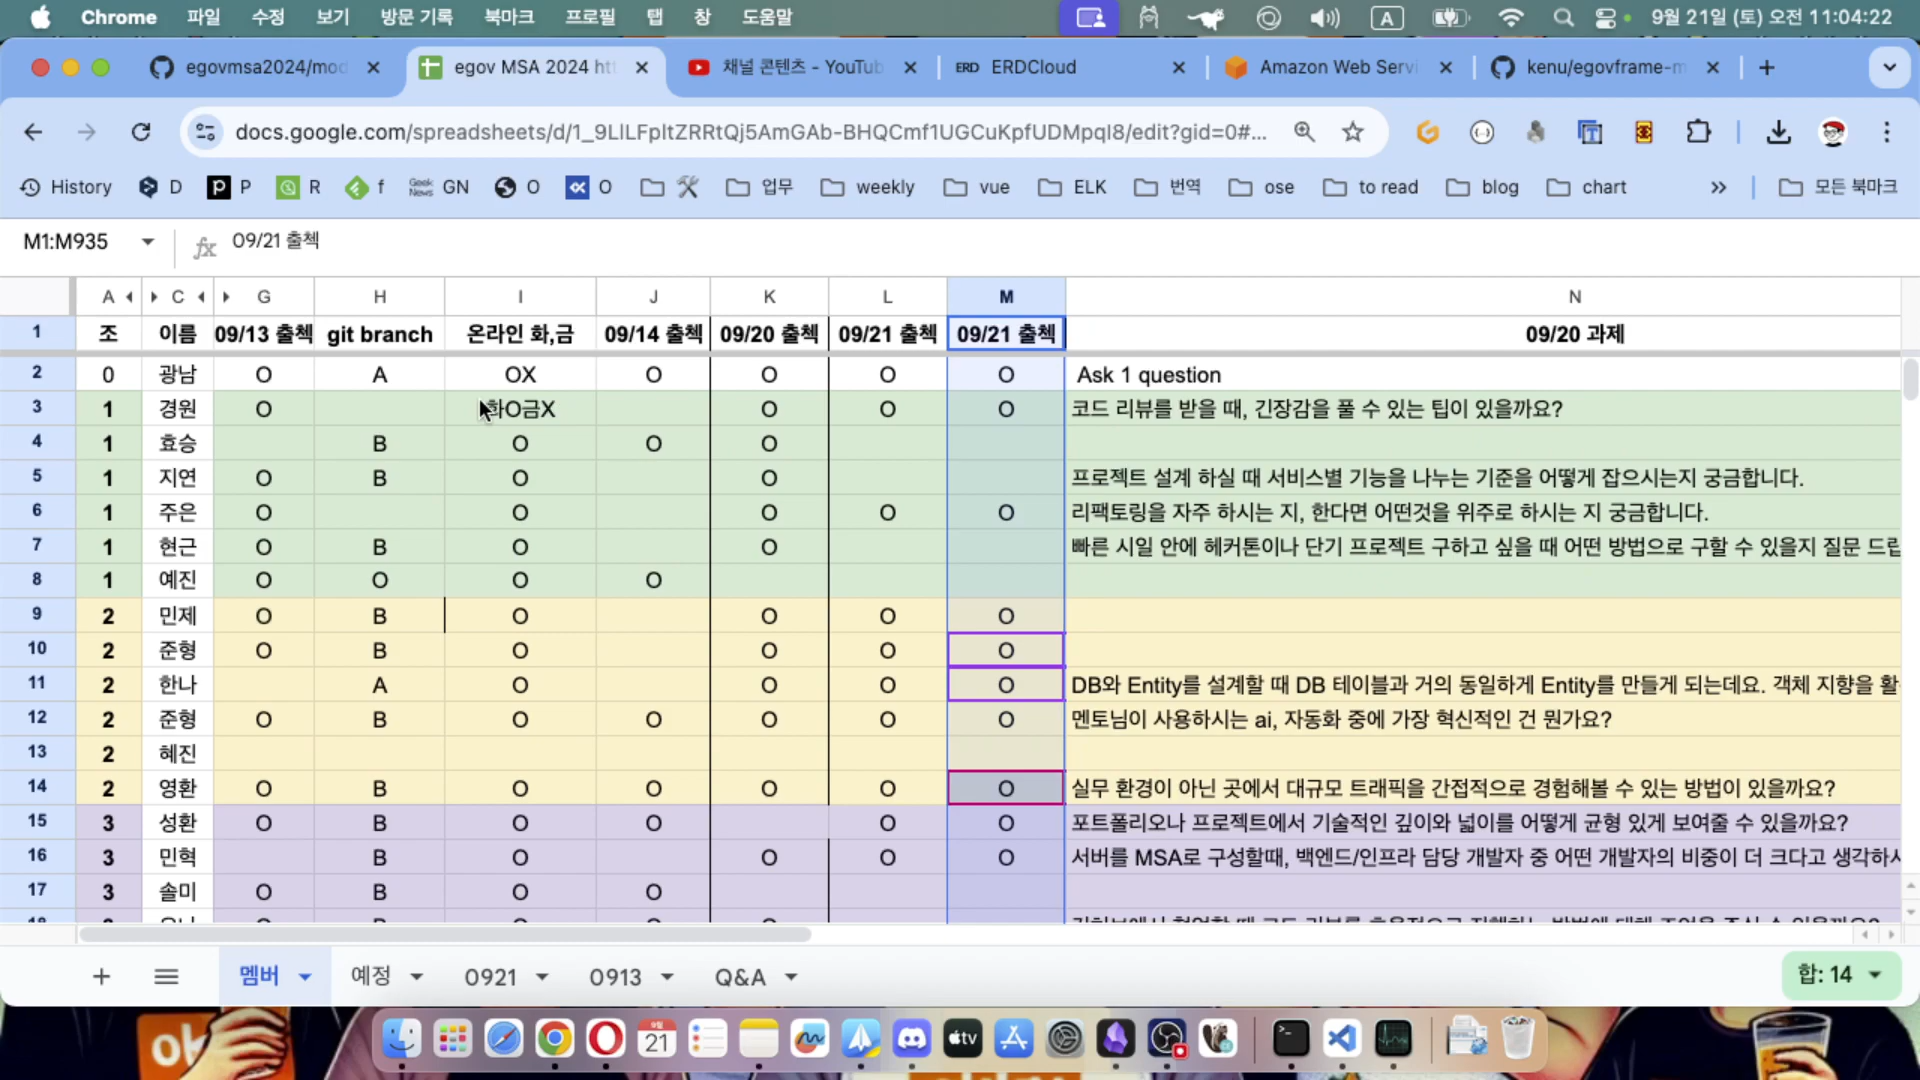 Chrome 파일 수정 보기 방문 기록 북마크 프로필 탭 창 도움말 A 9월 21일 (토) 오전 11:04:22
egovmsa2024/mod egov MSA 2024 htt 채널 콘텐츠 - YouTub ERD ERDCloud Amazon Web Servi kenu/egovframe-m
docs.google.com/spreadsheets/d/1_9LlLFpltZRRtQj5AmGAb-BHQCmf1UGCuKpfUDMpqI8/edit?gid=0#...
History D P R f GN O O 업무 weekly vue ELK 번역 ose to read blog chart 모든 북마크
M1:M935 fx 09/21 출첵
A C G H I J K L M N
1 조 이름 09/13 출첵 git branch 온라인 화,금 09/14 출첵 09/20 출첵 09/21 출첵 09/21 출첵 09/20 과제
2 0 광남 O A OX O O O O Ask 1 question
3 1 경원 O 화O금X O O O 코드 리뷰를 받을 때, 긴장감을 풀 수 있는 팁이 있을까요?
4 1 효승 B O O O
5 1 지연 O B O O 프로젝트 설계 하실 때 서비스별 기능을 나누는 기준을 어떻게 잡으시는지 궁금합니다.
6 1 주은 O O O O O 리팩토링을 자주 하시는 지, 한다면 어떤것을 위주로 하시는 지 궁금합니다.
7 1 현근 O B O O 빠른 시일 안에 헤커톤이나 단기 프로젝트 구하고 싶을 때 어떤 방법으로 구할 수 있을지 질문 드립
8 1 예진 O O O O
9 2 민제 O B O O O O
10 2 준형 O B O O O O
11 2 한나 A O O O O DB와 Entity를 설계할 때 DB 테이블과 거의 동일하게 Entity를 만들게 되는데요. 객체 지향을 활
12 2 준형 O B O O O O O 멘토님이 사용하시는 ai, 자동화 중에 가장 혁신적인 건 뭔가요?
13 2 혜진
14 2 영환 O B O O O O O 실무 환경이 아닌 곳에서 대규모 트래픽을 간접적으로 경험해볼 수 있는 방법이 있을까요?
15 3 성환 O B O O O O 포트폴리오나 프로젝트에서 기술적인 깊이와 넓이를 어떻게 균형 있게 보여줄 수 있을까요?
16 3 민혁 B O O O O 서버를 MSA로 구성할때, 백엔드/인프라 담당 개발자 중 어떤 개발자의 비중이 더 크다고 생각하시
17 3 솔미 O B O O
멤버 예정 0921 0913 Q&A 합: 14
ok 9월 21 tv